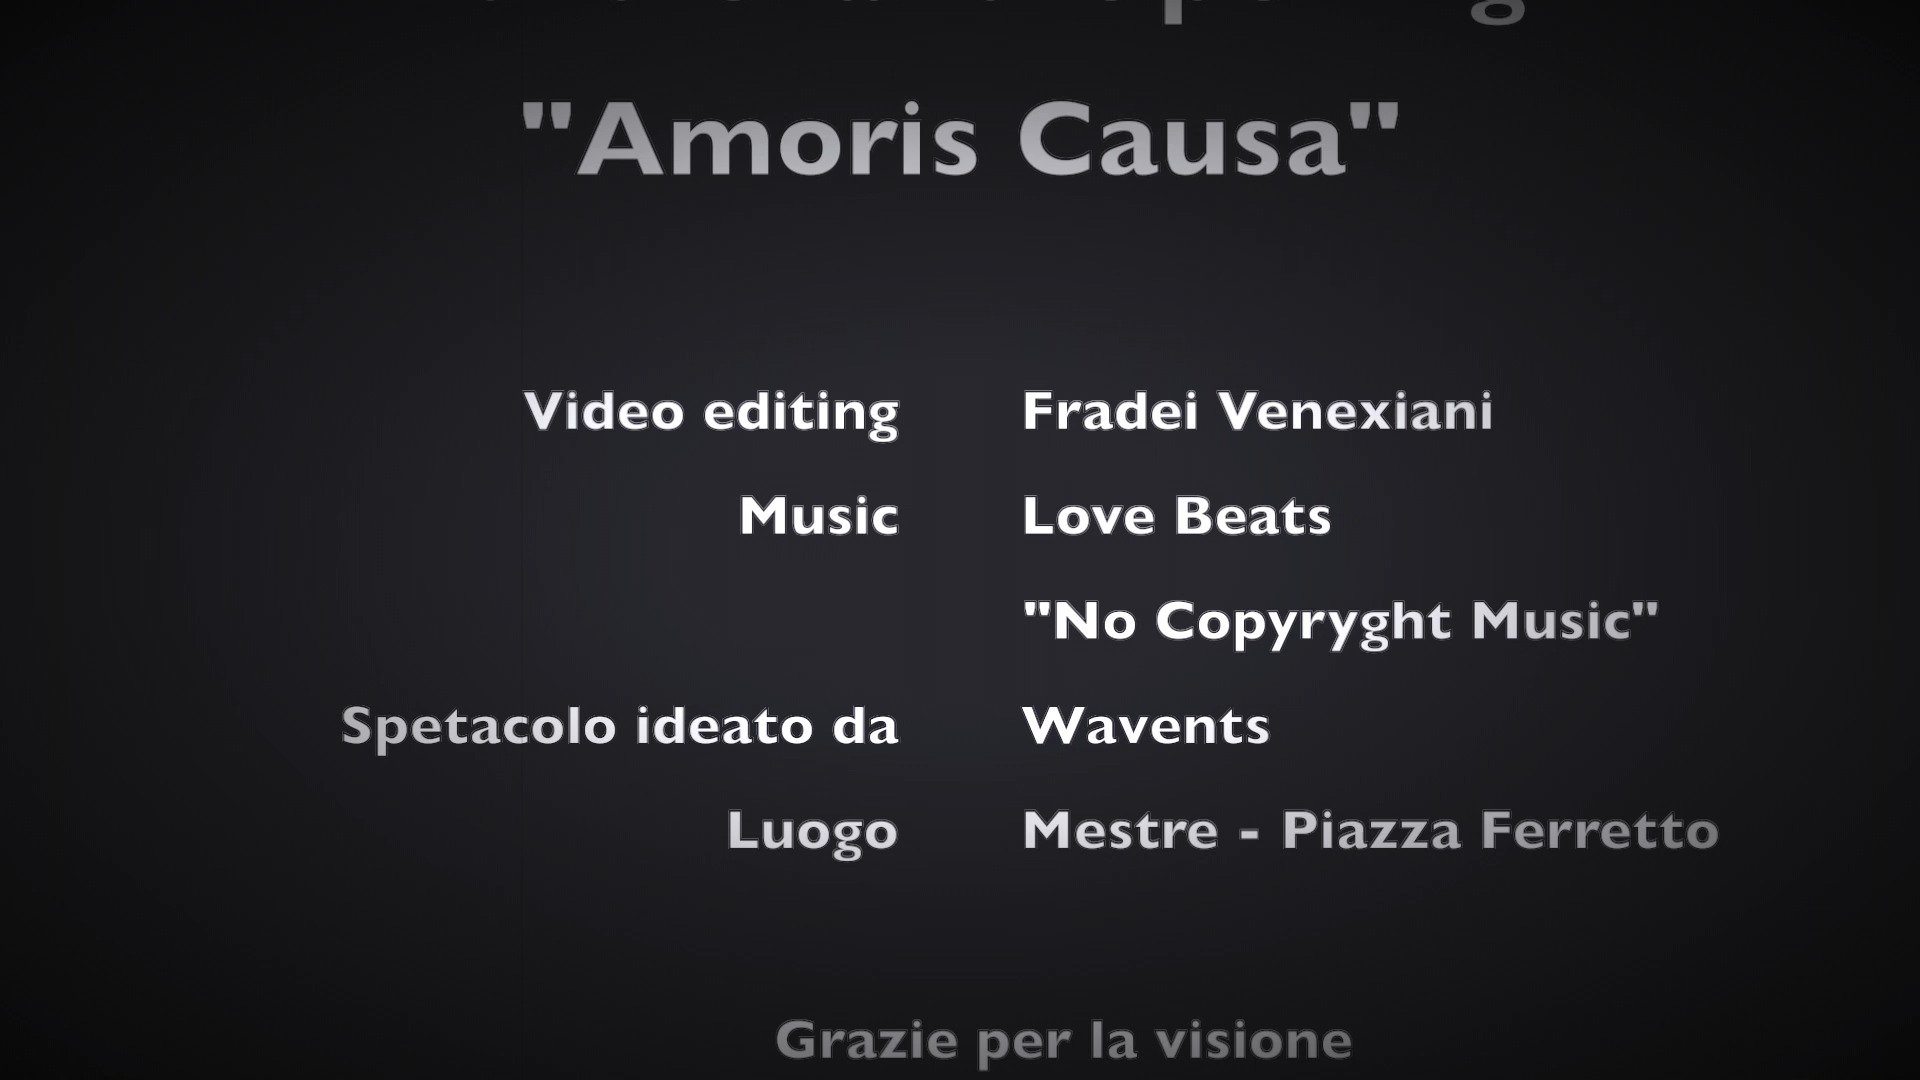 "Amoris Causa"
Video editing Fradei Venexiani
Music Love Beats
"No Copyryght Music"
Spetacolo ideato da Wavents
Luogo Mestre - Piazza Ferretto
Grazie per la visione